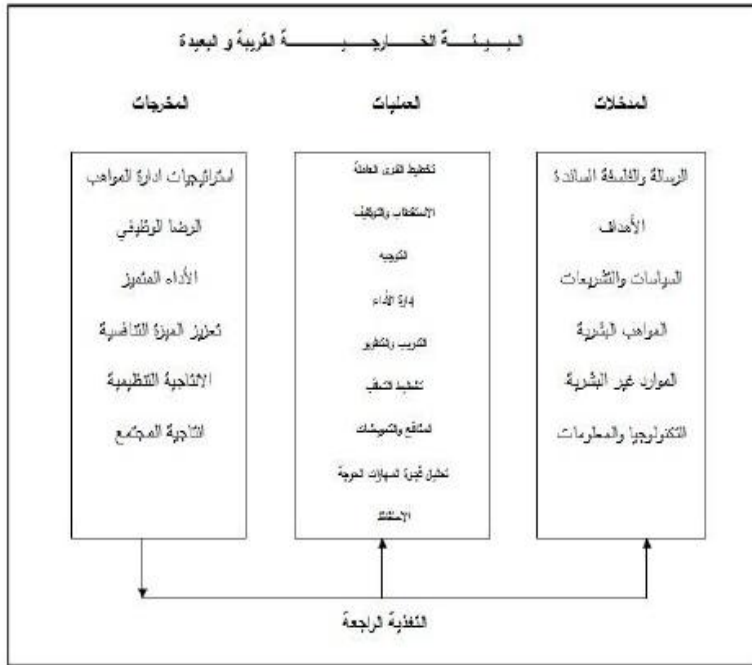 البيئة الخارجية القريبة و البعيدة
المدخلات
الرسالة والفلسفة السائدة
الأهداف
السياسات والتشريعات
المواهب البشرية
الموارد غير البشرية
التكنولوجيا والمعلومات
العمليات
تخطيط القوى العاملة
الاستقطاب والتوظيف
التوجيه
إدارة الأداء
التدريب والتطوير
تخطيط التعاقب
المنافع والتعويضات
تحليل فجوة المهارات الحرجة
الاحتفاظ
المخرجات
استراتيجيات ادارة المواهب
الرضا الوظيفي
الأداء المتميز
تعزيز الميزة التنافسية
الانتاجية التنظيمية
انتاجية المجتمع
التغذية الراجعة